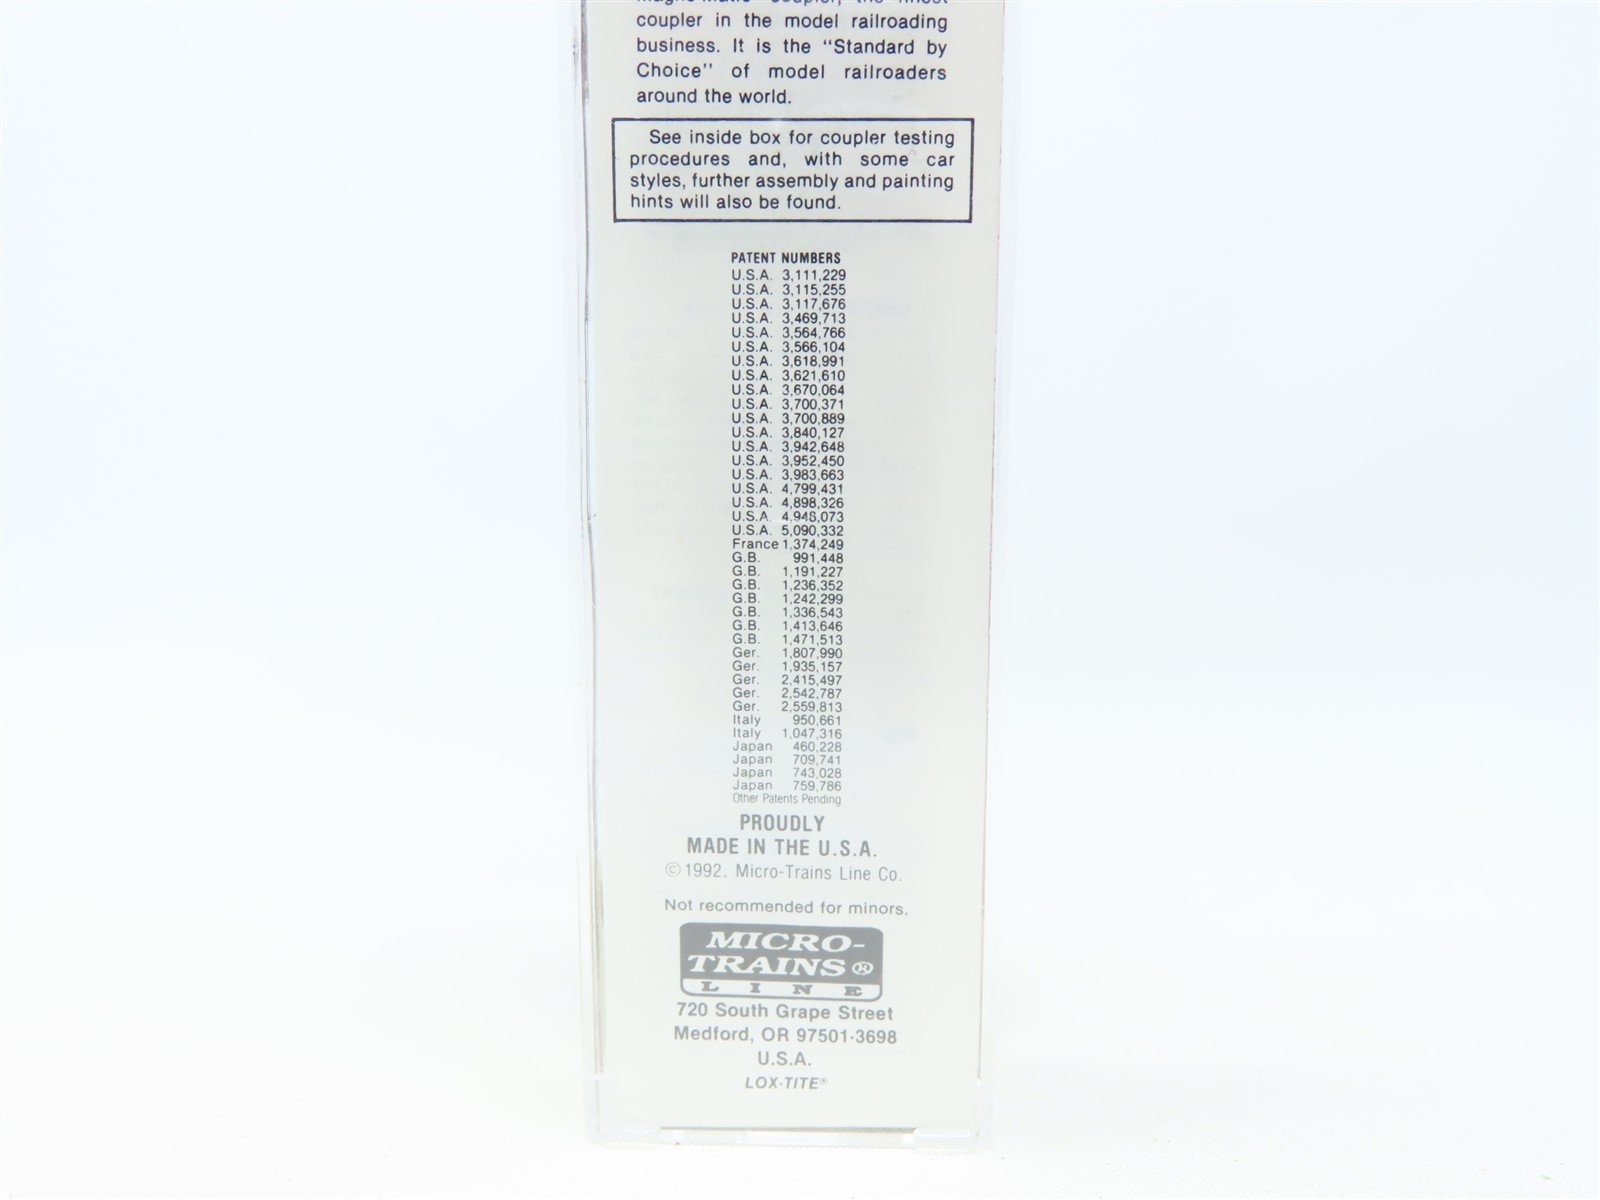 coupler, the finest
coupler in the model railroading
business. It is the "Standard by
Choice" of model railroaders
around the world.
See inside box for coupler testing
procedures and, with some car
styles, further assembly and painting
hints will also be found.
PATENT NUMBERS
U.S.A. 3,111,229
U.S.A. 3,115,255
U.S.A. 3,117,676
U.S.A. 3,469,713
U.S.A. 3,564,766
U.S.A. 3,566,104
U.S.A. 3,618,991
U.S.A. 3,621,610
U.S.A. 3,670,064
U.S.A. 3,700,371
U.S.A. 3,700,889
U.S.A. 3,840,127
U.S.A. 3,942,648
U.S.A. 3,952,450
U.S.A. 3,983,663
U.S.A. 4,799,431
U.S.A. 4,898,326
U.S.A. 4,948,073
U.S.A. 5,090,332
France 1,374,249
G.B. 991,448
G.B. 1,191,227
G.B. 1,236,352
G.B. 1,242,299
G.B. 1,336,543
G.B. 1,413,646
G.B. 1,471,513
Ger. 1,807,990
Ger. 1,935,157
Ger. 2,415,497
Ger. 2,542,787
Ger. 2,559,813
Italy 950,661
Italy 1,047,316
Japan 460,228
Japan 709,741
Japan 743,028
Japan 759,786
Other Patents Pending
PROUDLY
MADE IN THE U.S.A.
©1992, Micro-Trains Line Co.
Not recommended for minors.
MICRO-
TRAINS®
LINE
720 South Grape Street
Medford, OR 97501-3698
U.S.A.
LOX-TITE®